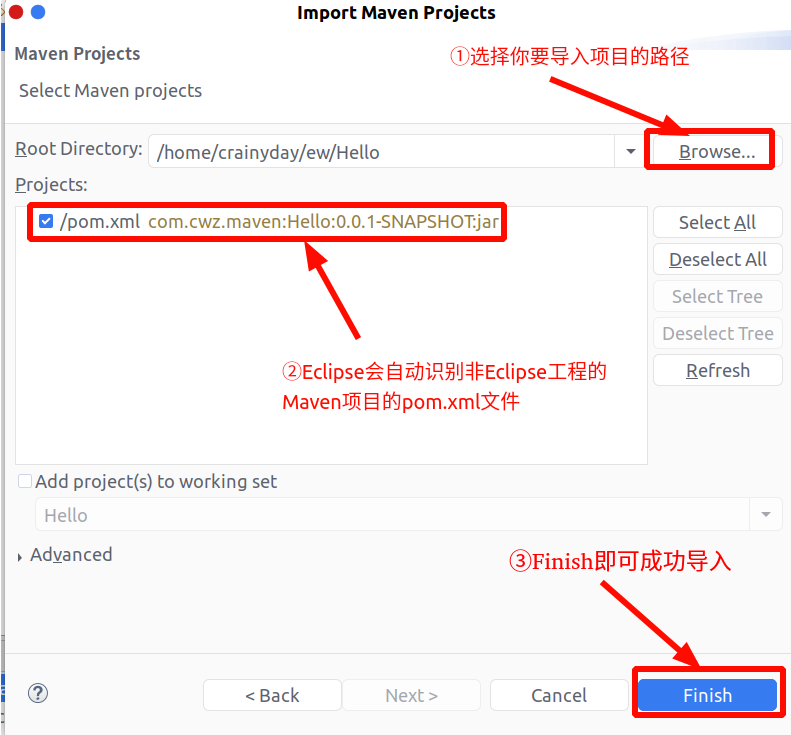 Import Maven Projects
Maven Projects
①选择你要导入项目的路径
Select Maven projects
Root Directory: /home/crainyday/ew/Hello Browse...
Projects:
/pom.xml com.cwz.maven:Hello:0.0.1-SNAPSHOT:jar
Select All
Deselect All
Select Tree
Deselect Tree
Refresh
②Eclipse会自动识别非Eclipse工程的
Maven项目的pom.xml文件
Add project(s) to working set
Hello
Advanced
③Finish即可成功导入
? < Back Next > Cancel Finish